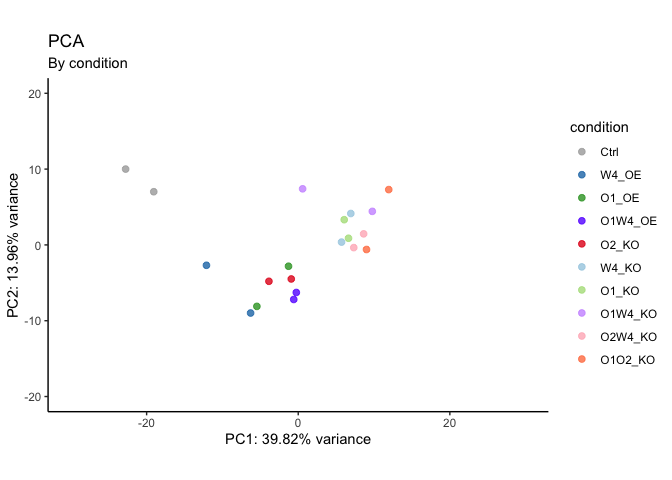 PCA
By condition
20
10
0
-10
-20
PC2: 13.96% variance
-20
0
20
PC1: 39.82% variance
condition
Ctrl
W4_OE
O1_OE
O1W4_OE
O2_KO
W4_KO
O1_KO
O1W4_KO
O2W4_KO
O1O2_KO